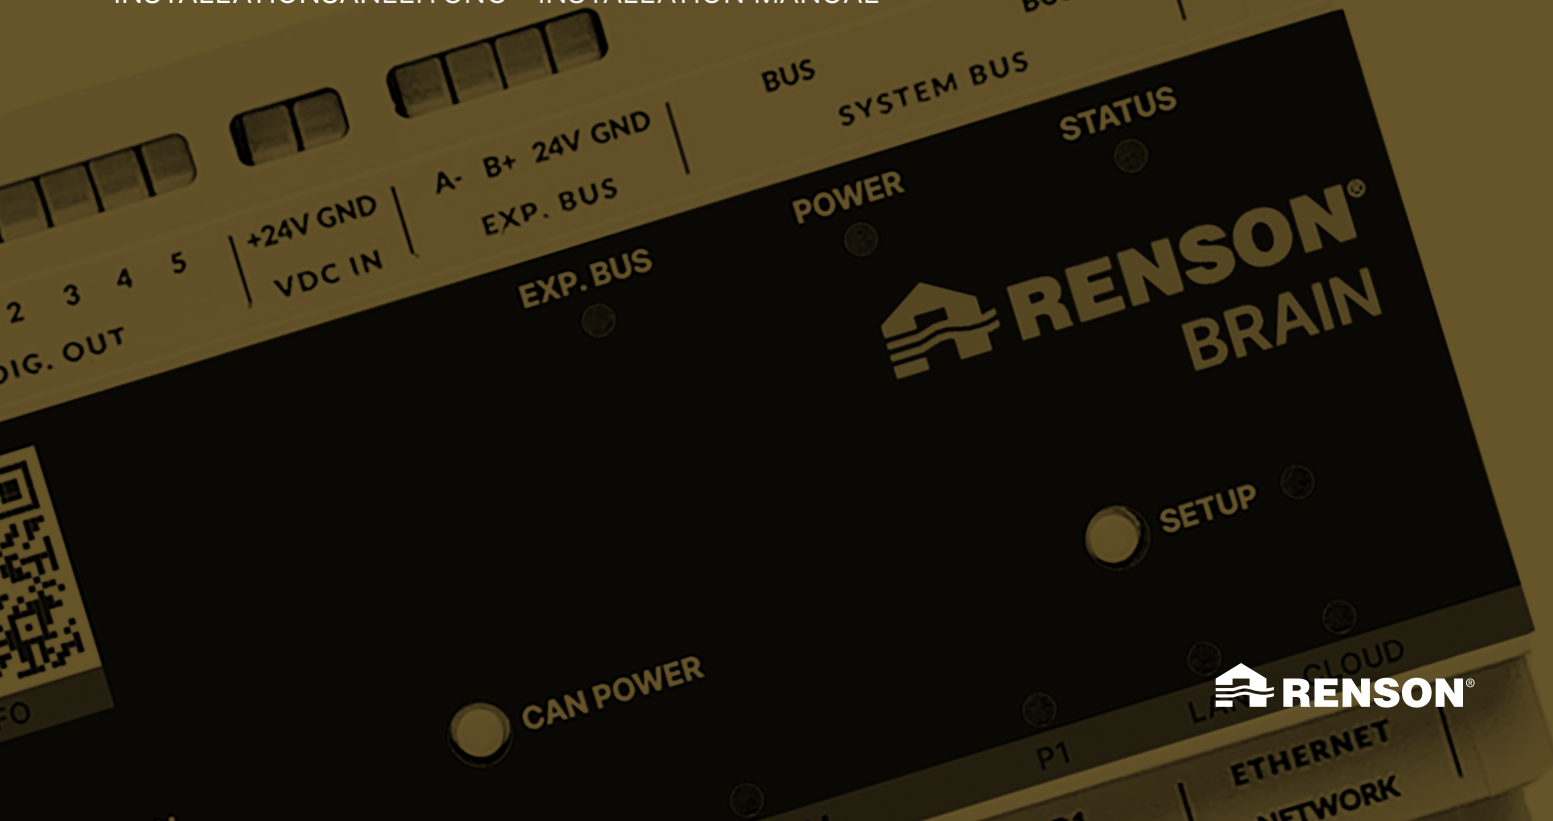 INSTALLATIONSANLEITUNG - INSTALLATION MANUAL
BUS
SYSTEM BUS
A- B+ 24V GND
EXP. BUS
+24V GND
VDC IN
2 3 4 5
DIG. OUT
STATUS
POWER
EXP. BUS
RENSON®
BRAIN
SETUP
CAN POWER
CLOUD
LAN
P1
RENSON®
ETHERNET
NETWORK